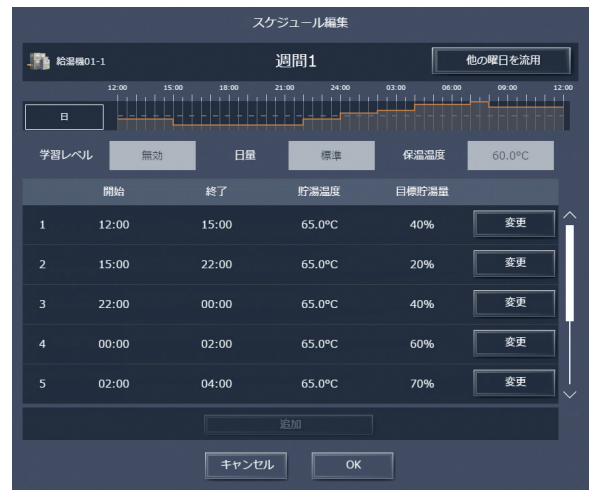 スケジュール編集
給湯機01-1 週間1 他の曜日を流用
12:00 15:00 18:00 21:00 24:00 03:00 06:00 09:00 12:00
日
学習レベル 無効 日量 標準 保温温度 60.0℃
開始 終了 貯湯温度 目標貯湯量
1 12:00 15:00 65.0℃ 40% 変更
2 15:00 22:00 65.0℃ 20% 変更
3 22:00 00:00 65.0℃ 40% 変更
4 00:00 02:00 65.0℃ 60% 変更
5 02:00 04:00 65.0℃ 70% 変更
追加
キャンセル OK